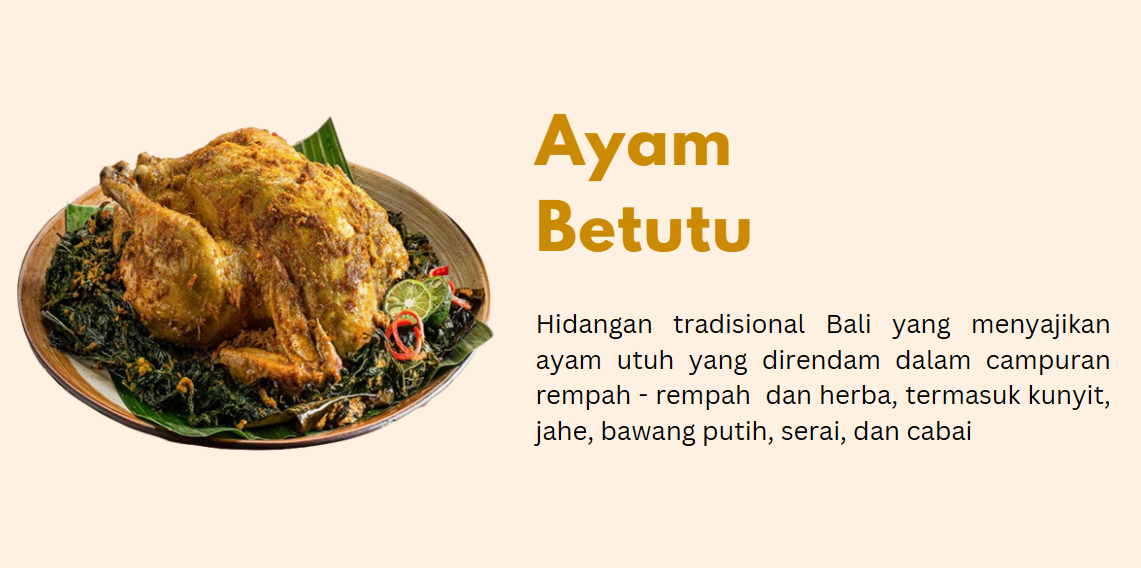 Ayam
Betutu
Hidangan tradisional Bali yang menyajikan
ayam utuh yang direndam dalam campuran
rempah - rempah  dan herba, termasuk kunyit,
jahe, bawang putih, serai, dan cabai